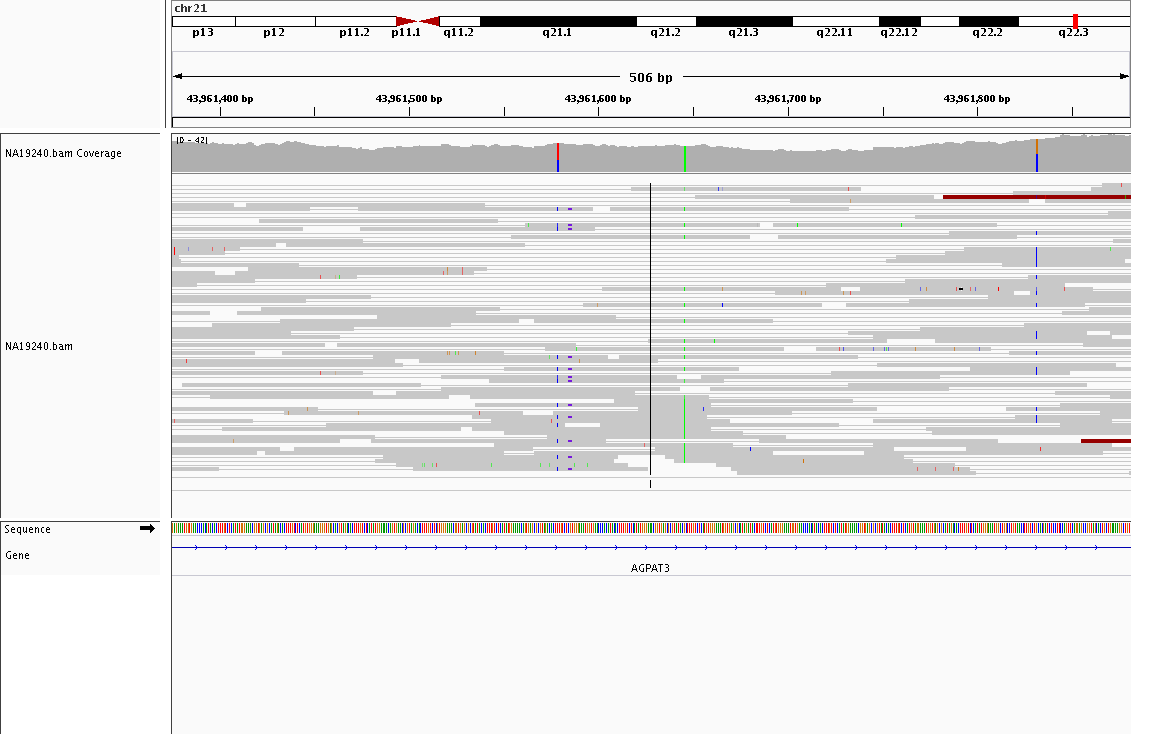 chr21
p13 p12 p11.2 p11.1 q11.2 q21.1 q21.2 q21.3 q22.11 q22.12 q22.2 q22.3
506 bp
43,961,400 bp 43,961,500 bp 43,961,600 bp 43,961,700 bp 43,961,800 bp
[0 - 42]
NA19240.bam Coverage
NA19240.bam
Sequence
Gene
AGPAT3